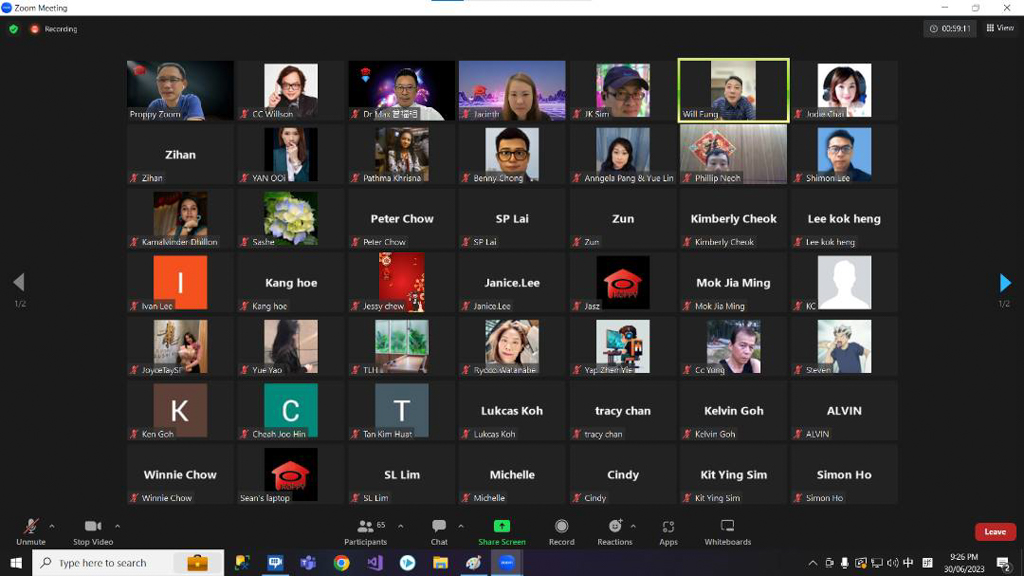 Zoom Meeting
Recording
00:59:11
View
Proppy Zoom
CC Willson
Jacinth
JK Sim
Will Fung
Jodie Chai
Zihan
Zihan
YAN OOi
Pathma Khrisna
Benny Chong
Anngela Pang & Yue Lin
Phillip Neoh
Shimon Lee
Kamalvinder Dhillon
Sashe
Peter Chow
Peter Chow
SP Lai
SP Lai
Zun
Zun
Kimberly Cheok
Kimberly Cheok
Lee kok heng
Lee kok heng
1/2
1/2
I
Ivan Lee
Kang hoe
Kang hoe
Jessy chew
Janice.Lee
Janice.Lee
Jasz
Mok Jia Ming
Mok Jia Ming
KC
JoyceTaySF
Yue Yao
TLH
Ryoco Watanabe
Yap Zhen Yie
Cc Yong
Steven
K
Ken Goh
C
Cheah Joo Hin
T
Tan Kim Huat
Lukcas Koh
Lukcas Koh
tracy chan
tracy chan
Kelvin Goh
Kelvin Goh
ALVIN
ALVIN
Winnie Chow
Winnie Chow
Sean's laptop
SL Lim
SL Lim
Michelle
Michelle
Cindy
Cindy
Kit Ying Sim
Kit Ying Sim
Simon Ho
Simon Ho
Unmute
Stop Video
Participants
65
Chat
Share Screen
Record
Reactions
Apps
Whiteboards
Leave
Type here to search
中
9:26 PM
30/06/2023
2